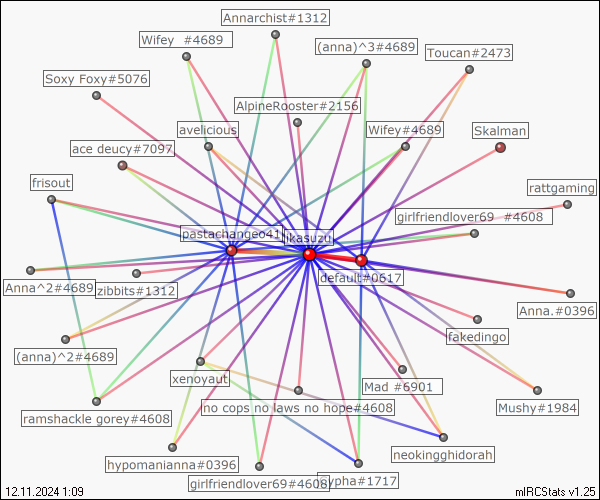 Annarchist#1312
Wifey  #4689
(anna)^3#4689
Toucan#2473
Soxy Foxy#5076
AlpineRooster#2156
avelicious
Wifey#4689
Skalman
ace deucy#7097
frisout
rattgaming
girlfriendlover69  #4608
pastachangeo41
ikasuzu
default#0617
Anna^2#4689
zibbits#1312
Anna.#0396
fakedingo
(anna)^2#4689
xenoyaut
Mad #6901
no cops no laws no hope#4608
Mushy#1984
ramshackle gorey#4608
neokingghidorah
hypomanianna#0396
girlfriendlover69#4608
ypha#1717
12.11.2024 1:09
mIRCStats v1.25